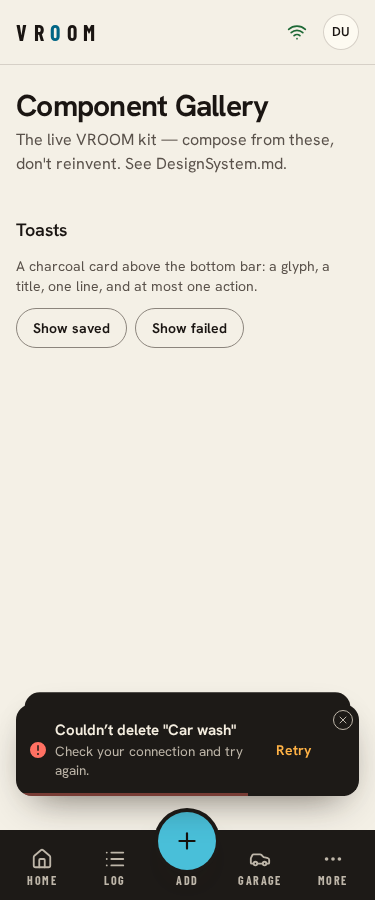 VROOM
DU
Component Gallery
The live VROOM kit — compose from these,
don't reinvent. See DesignSystem.md.
Toasts
A charcoal card above the bottom bar: a glyph, a
title, one line, and at most one action.
Show saved
Show failed
Couldn’t delete "Car wash"
Check your connection and try
again.
Retry
HOME
LOG
ADD
GARAGE
MORE